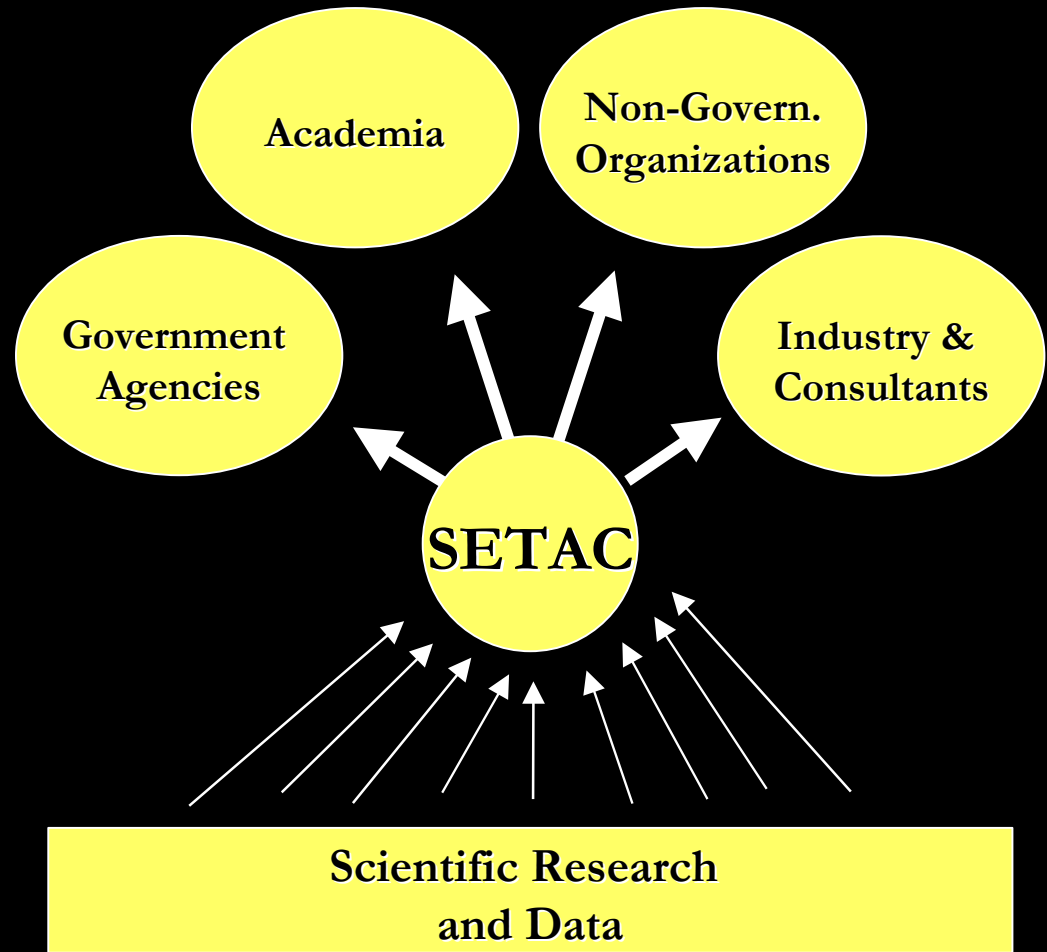 Academia
Non-Govern.
Organizations
Government
Agencies
Industry &
Consultants
SETAC
Scientific Research
and Data